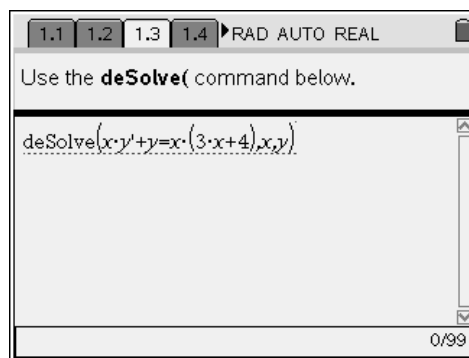 1.1 1.2 1.3 1.4 RAD AUTO REAL
Use the deSolve( command below.
deSolve(x·y'+y=x·(3·x+4),x,y)
0/99